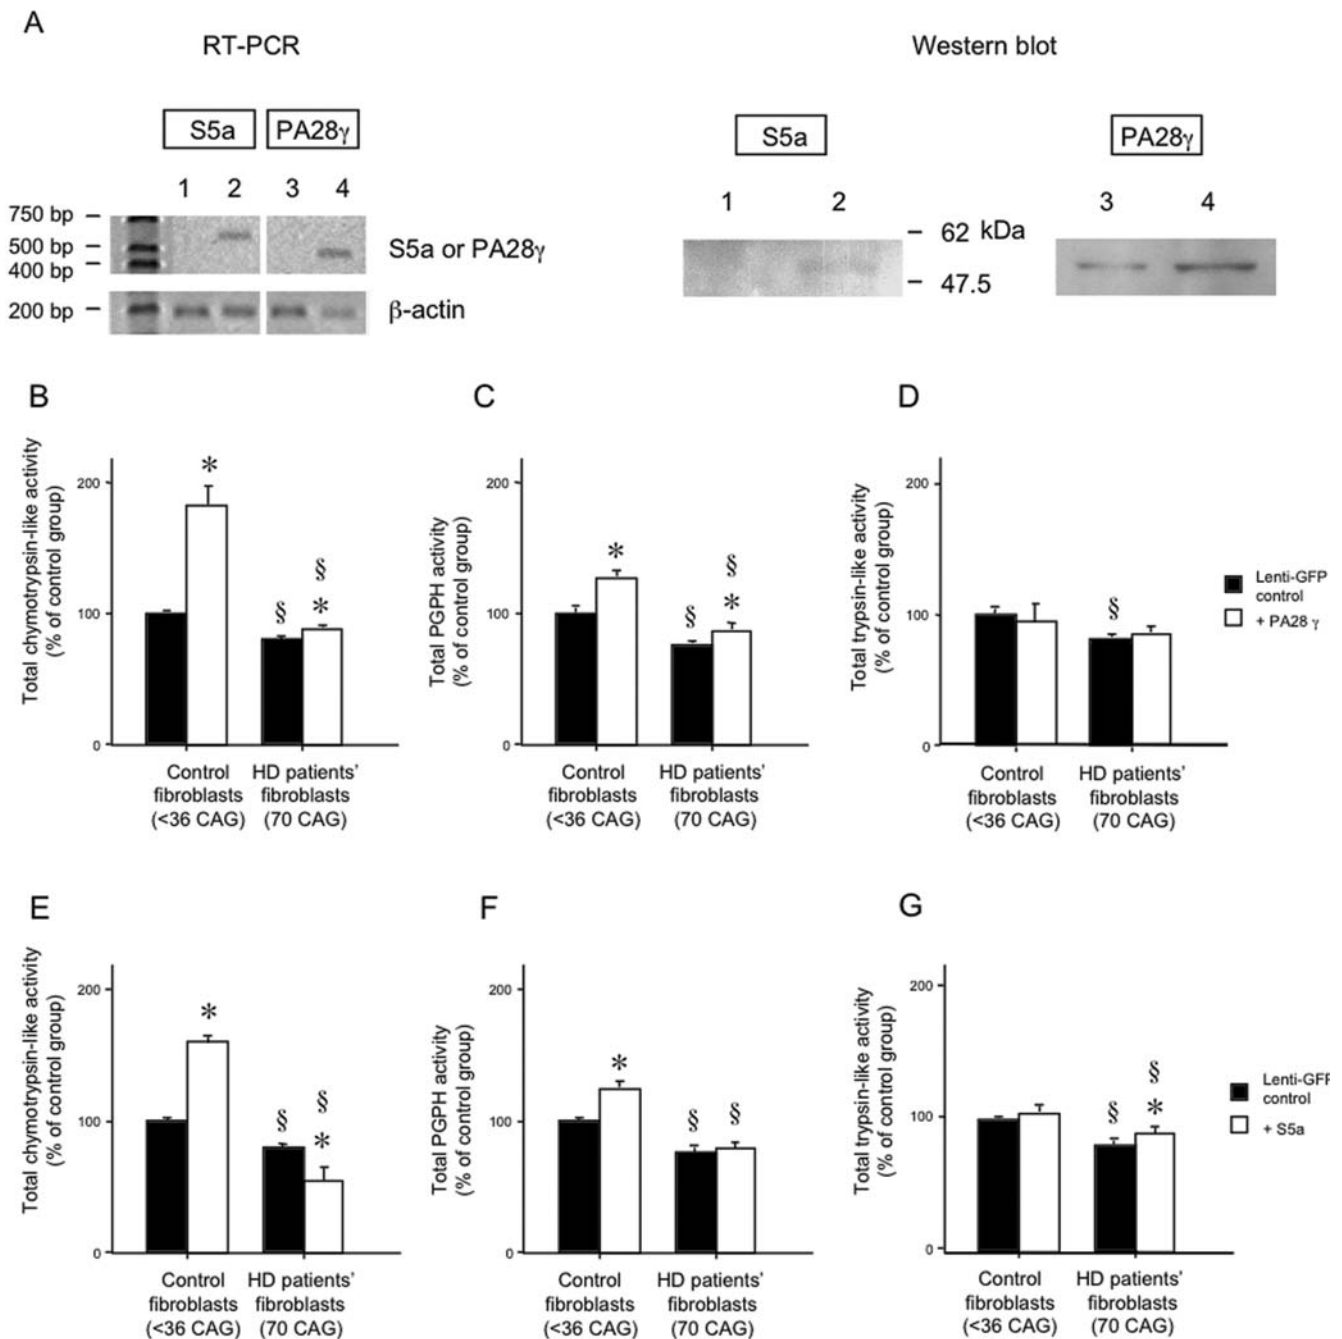 A
RT-PCR
Western blot
S5a
PA28γ
1 2 3 4
750 bp
500 bp
400 bp
S5a or PA28γ
200 bp
β-actin
S5a
PA28γ
1 2
3 4
62 kDa
47.5
B
Total chymotrypsin-like activity
(% of control group)
200
100
0
*
§
§
*
Control
fibroblasts
(<36 CAG)
HD patients'
fibroblasts
(70 CAG)
C
Total PGPH activity
(% of control group)
200
100
0
*
§
§
*
Control
fibroblasts
(<36 CAG)
HD patients'
fibroblasts
(70 CAG)
D
Total trypsin-like activity
(% of control group)
200
100
0
§
Control
fibroblasts
(<36 CAG)
HD patients'
fibroblasts
(70 CAG)
Lenti-GFP
control
+ PA28 γ
E
Total chymotrypsin-like activity
(% of control group)
200
100
0
*
§
§
*
Control
fibroblasts
(<36 CAG)
HD patients'
fibroblasts
(70 CAG)
F
Total PGPH activity
(% of control group)
200
100
0
*
§
§
Control
fibroblasts
(<36 CAG)
HD patients'
fibroblasts
(70 CAG)
G
Total trypsin-like activity
(% of control group)
200
100
0
§
§
*
Control
fibroblasts
(<36 CAG)
HD patients'
fibroblasts
(70 CAG)
Lenti-GFP
control
+ S5a